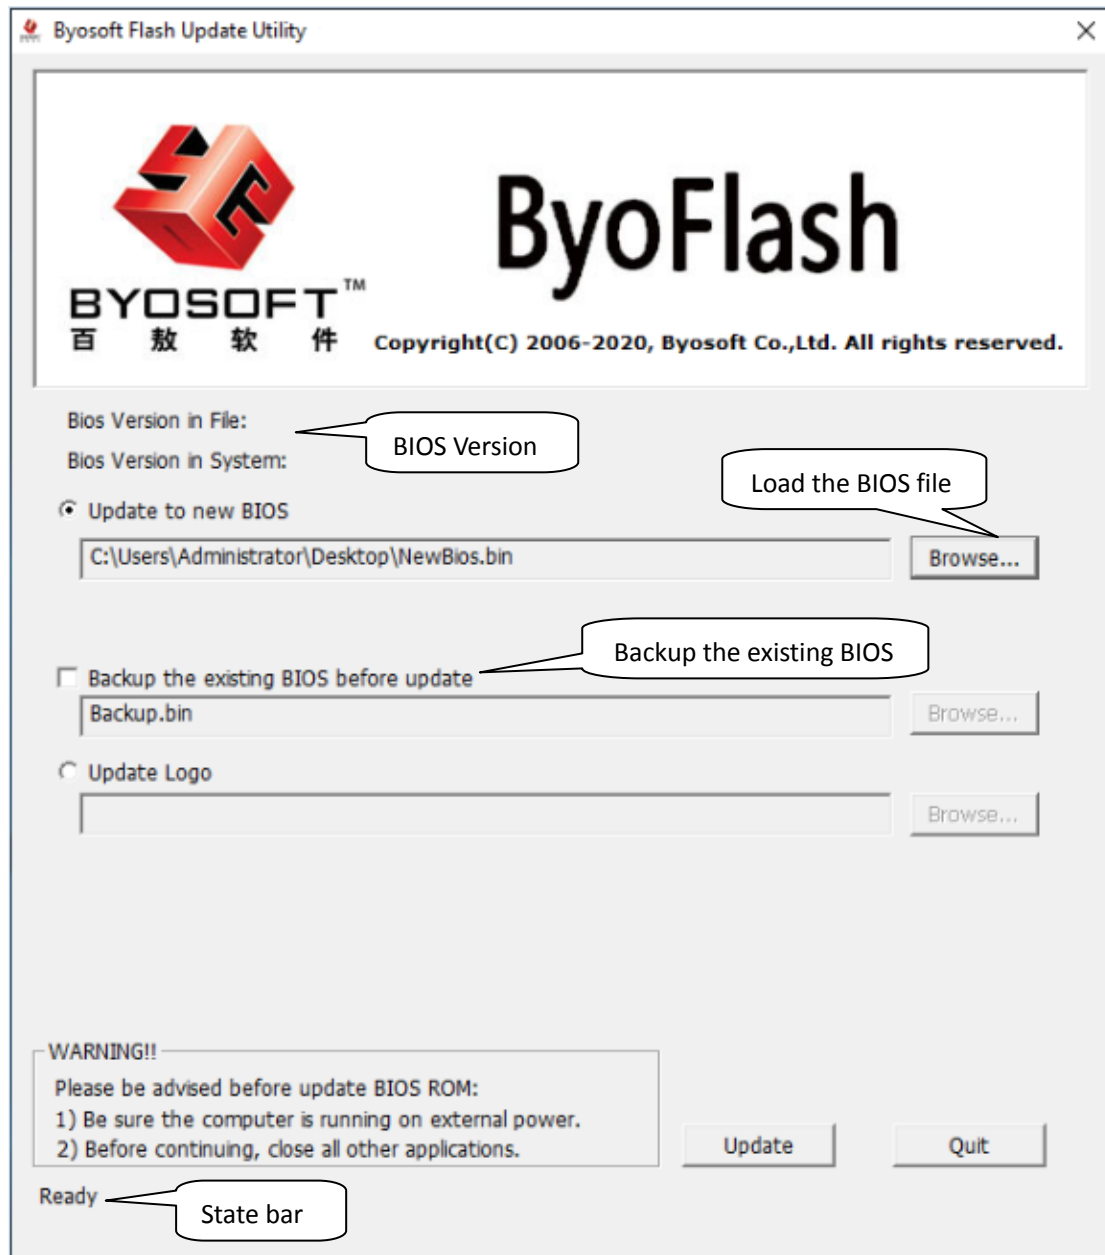 Byosoft Flash Update Utility
ByoFlash
BYOSOFT™
百敖软件
Copyright(C) 2006-2020, Byosoft Co.,Ltd. All rights reserved.
Bios Version in File:
BIOS Version
Bios Version in System:
Load the BIOS file
Update to new BIOS
C:\Users\Administrator\Desktop\NewBios.bin
Browse...
Backup the existing BIOS
Backup the existing BIOS before update
Backup.bin
Browse...
Update Logo
Browse...
WARNING!!
Please be advised before update BIOS ROM:
1) Be sure the computer is running on external power.
2) Before continuing, close all other applications.
Update
Quit
Ready
State bar